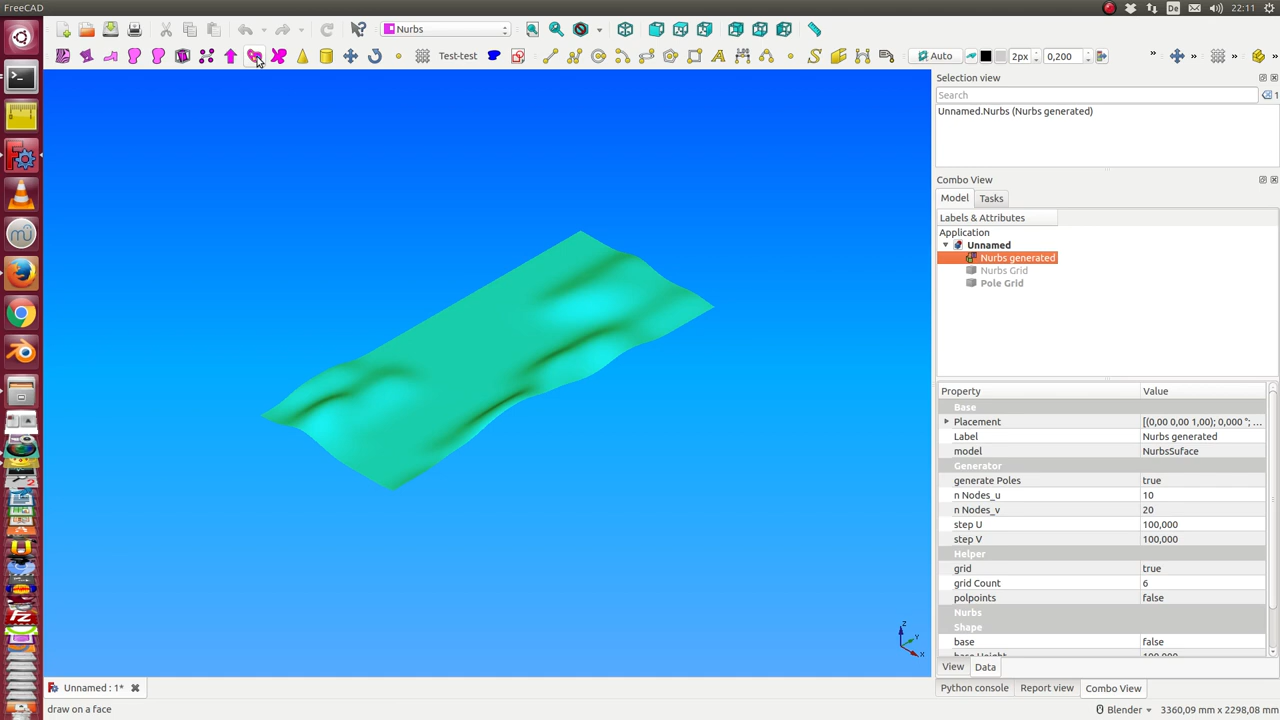 FreeCAD
De
22:11
Nurbs
Test-test
Auto
2px
0,200
»
»
»
»
Selection view
Search
1
Unnamed.Nurbs (Nurbs generated)
Combo View
Model
Tasks
Labels & Attributes
Application
Unnamed
Nurbs generated
Nurbs Grid
Pole Grid
Property Value
Base
Placement [(0,00 0,00 1,00); 0,000 °; …
Label Nurbs generated
model NurbsSuface
Generator
generate Poles true
n Nodes_u 10
n Nodes_v 20
step U 100,000
step V 100,000
Helper
grid true
grid Count 6
polpoints false
Nurbs
Shape
base false
View
Data
Z
Y
X
Unnamed : 1*
Python console
Report view
Combo View
draw on a face
Blender
3360,09 mm x 2298,08 mm